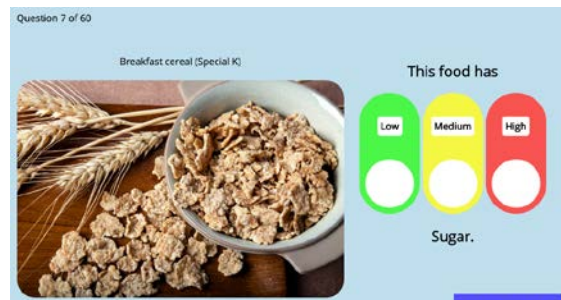 Question 7 of 60
Breakfast cereal (Special K)
This food has
Low
Medium
High
Sugar.